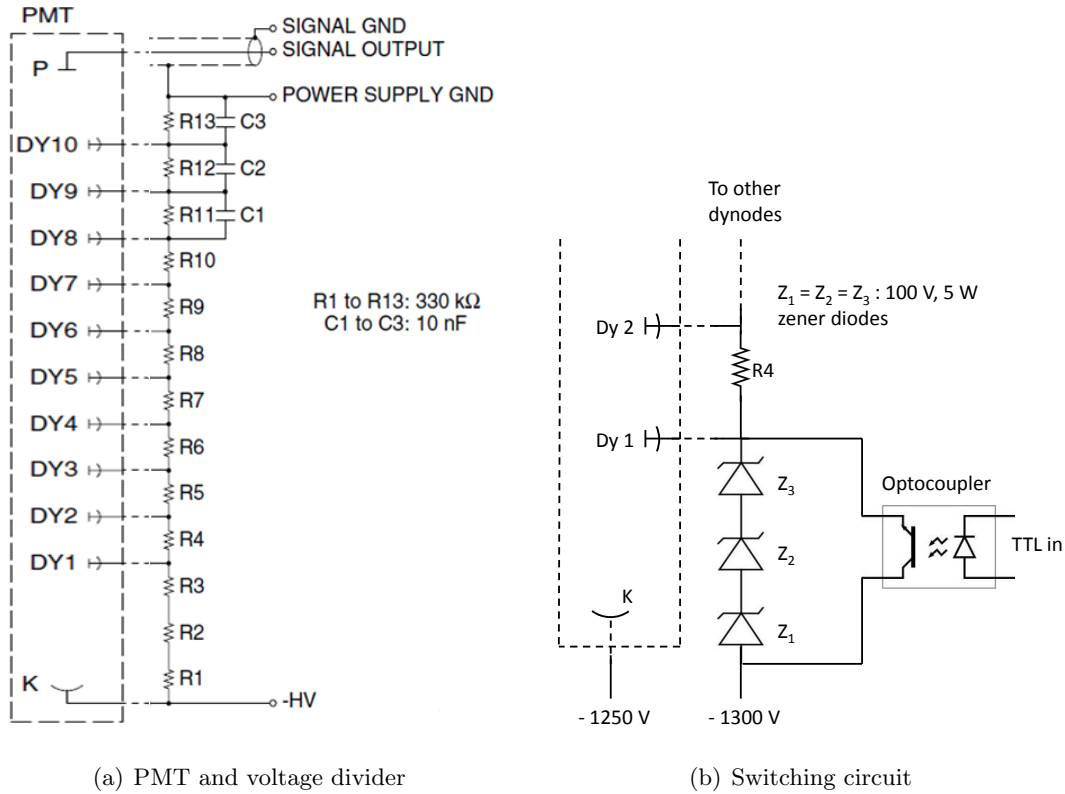 PMT
SIGNAL GND
SIGNAL OUTPUT
P
POWER SUPPLY GND
R13 C3
DY10
R12 C2
DY9
R11 C1
DY8
R10
DY7
R9
DY6
R8
DY5
R7
DY4
R6
DY3
R5
DY2
R4
DY1
R3
R2
R1
K
-HV
R1 to R13: 330 kΩ
C1 to C3: 10 nF
(a) PMT and voltage divider
To other
dynodes
Z1 = Z2 = Z3 : 100 V, 5 W
zener diodes
Dy 2
R4
Dy 1
Z3
Optocoupler
TTL in
Z2
K
Z1
- 1250 V
- 1300 V
(b) Switching circuit